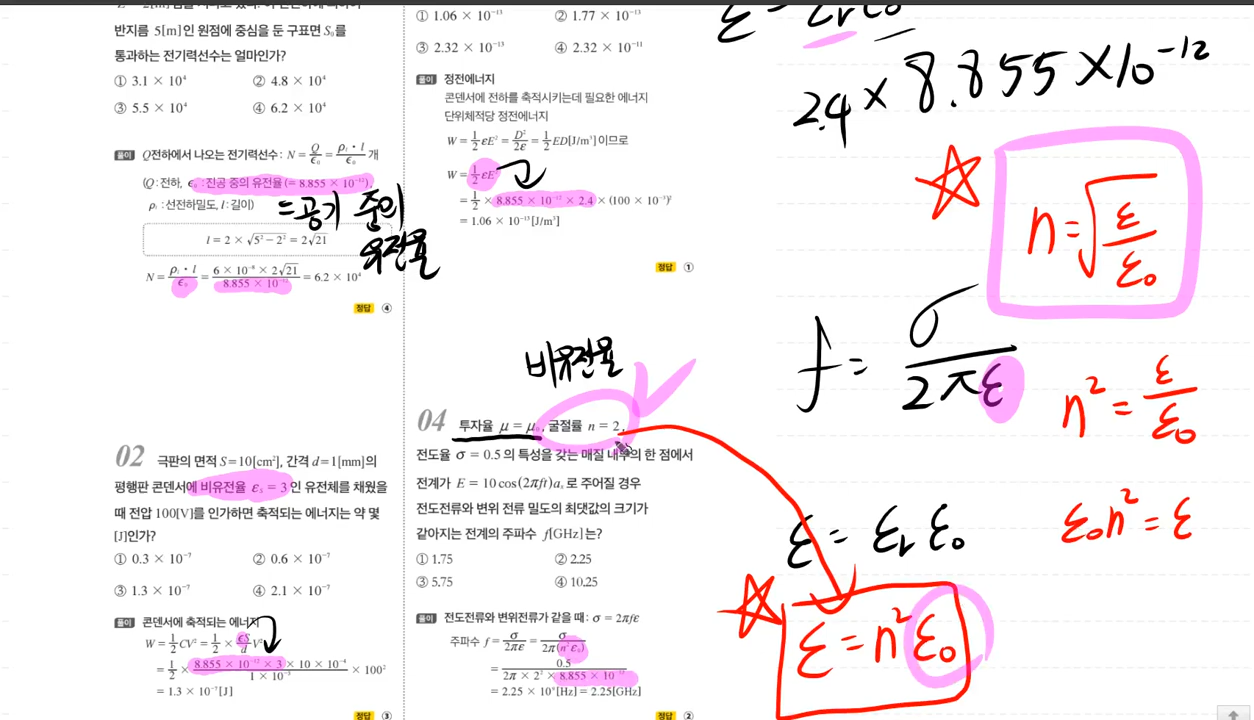 반지름 5[m]인 원점에 중심을 둔 구표면 S₀를
통과하는 전기력선수는 얼마인가?
① 3.1 × 10⁴ ② 4.8 × 10⁴
③ 5.5 × 10⁴ ④ 6.2 × 10⁴
풀이 Q전하에서 나오는 전기력선수 : N = Q/ϵ₀ = ρₗ · l/ϵ₀ 개
(Q : 전하, ϵ₀ : 진공 중의 유전율(= 8.855 × 10⁻¹²),
ρₗ : 선전하밀도, l : 길이)
= 공기 중의
유전율
l = 2 × √(5² − 2²) = 2√21
N = ρₗ · l/ϵ₀ = 6 × 10⁻⁸ × 2√21/8.855 × 10⁻¹² = 6.2 × 10⁴
정답 ④
02 극판의 면적 S=10[cm²], 간격 d=1[mm]의
평행판 콘덴서에 비유전율 εₛ = 3인 유전체를 채웠을
때 전압 100[V]를 인가하면 축적되는 에너지는 약 몇
[J]인가?
① 0.3 × 10⁻⁷ ② 0.6 × 10⁻⁷
③ 1.3 × 10⁻⁷ ④ 2.1 × 10⁻⁷
풀이 콘덴서에 축적되는 에너지
W = 1/2 CV² = 1/2 × εS/d V²
= 1/2 × 8.855 × 10⁻¹² × 3 × 10 × 10⁻⁴/1 × 10⁻³ × 100²
= 1.3 × 10⁻⁷[J]
정답 ③
① 1.06 × 10⁻¹³ ② 1.77 × 10⁻¹³
③ 2.32 × 10⁻¹³ ④ 2.32 × 10⁻¹¹
풀이 정전에너지
콘덴서에 전하를 축적시키는데 필요한 에너지
단위체적당 정전에너지
W = 1/2 εE² = D²/2ε = 1/2 ED[J/m³]이므로
W = 1/2 εE²
= 1/2 × 8.855 × 10⁻¹² × 2.4 × (100 × 10⁻³)²
= 1.06 × 10⁻¹³[J/m³]
정답 ①
비유전율
04 투자율 μ = μ₀, 굴절률 n = 2,
전도율 σ = 0.5의 특성을 갖는 매질 내부의 한 점에서
전계가 E = 10cos(2πft)aₓ로 주어질 경우
전도전류와 변위 전류 밀도의 최댓값의 크기가
같아지는 전계의 주파수 f[GHz]는?
① 1.75 ② 2.25
③ 5.75 ④ 10.25
풀이 전도전류와 변위전류가 같을 때 : σ = 2πfε
주파수 f = σ/2πε = σ/2π(n²ε₀)
= 0.5/2π × 2² × 8.855 × 10⁻¹²
= 2.25 × 10⁹[Hz] = 2.25[GHz]
정답 ②
ε = εᵣε₀
2.4 × 8.855 × 10⁻¹²
n = √(ε/ε₀)
f = σ/2πε
n² = ε/ε₀
ε = εᵣ ε₀
ε₀n² = ε
ε = n² ε₀